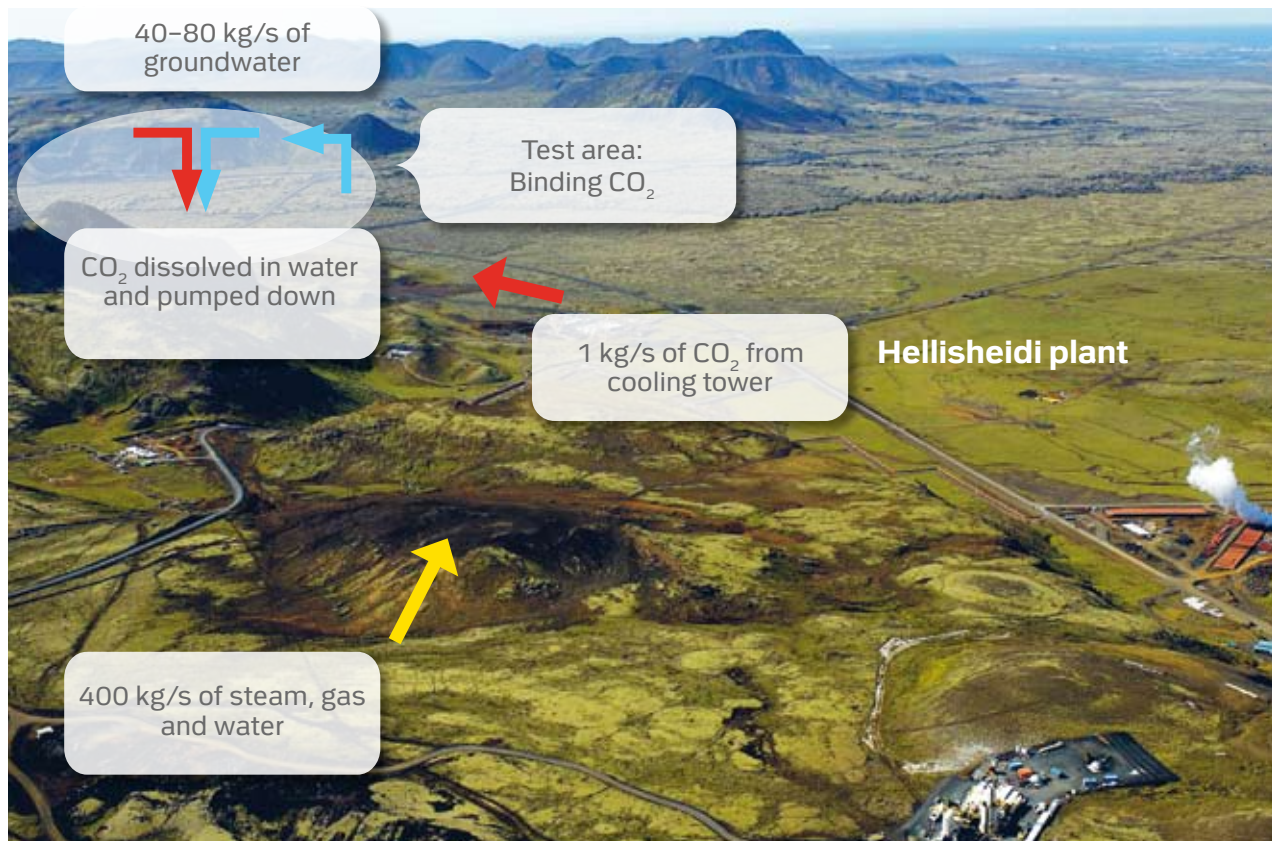 40–80 kg/s of
groundwater
Test area:
Binding CO₂
CO₂ dissolved in water
and pumped down
1 kg/s of CO₂ from
cooling tower
Hellisheidi plant
400 kg/s of steam, gas
and water